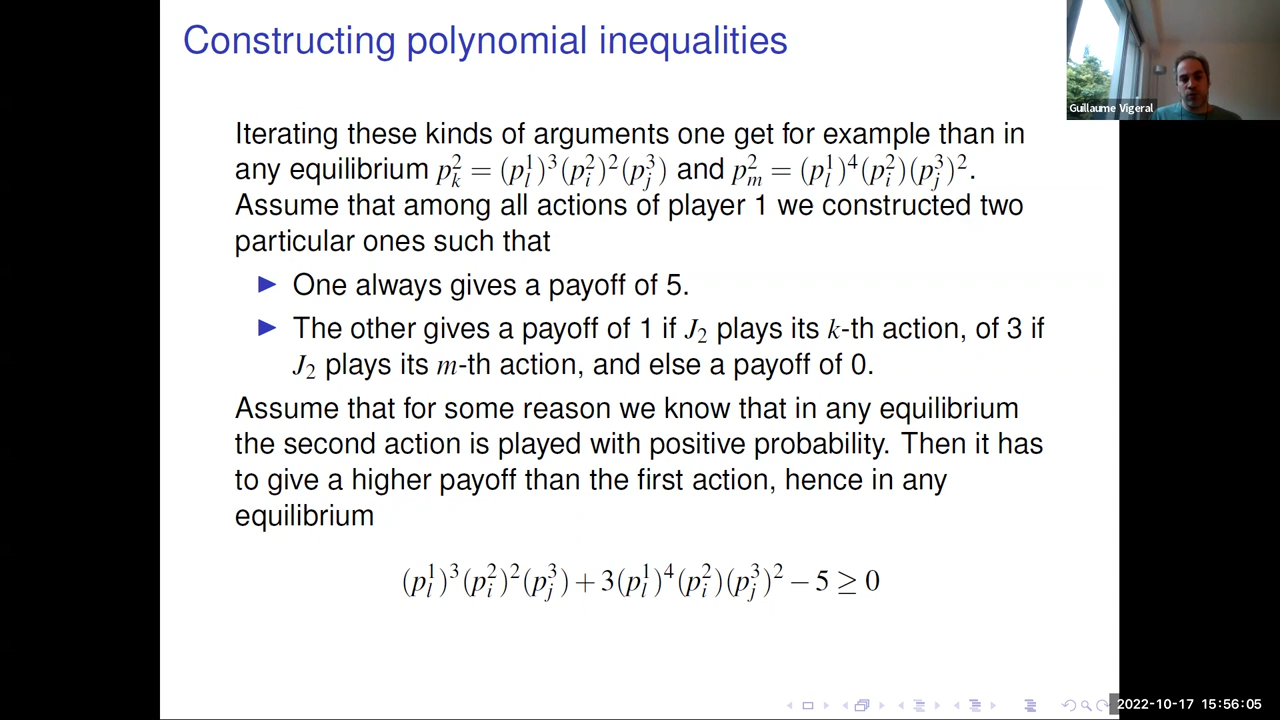 Constructing polynomial inequalities
Guillaume Vigeral
Iterating these kinds of arguments one get for example than in
any equilibrium $p_k^2 = (p_l^1)^3(p_i^2)^2(p_j^3)$ and $p_m^2 = (p_l^1)^4(p_i^2)(p_j^3)^2$.
Assume that among all actions of player 1 we constructed two
particular ones such that
▶ One always gives a payoff of 5.
▶ The other gives a payoff of 1 if $J_2$ plays its $k$-th action, of 3 if
$J_2$ plays its $m$-th action, and else a payoff of 0.
Assume that for some reason we know that in any equilibrium
the second action is played with positive probability. Then it has
to give a higher payoff than the first action, hence in any
equilibrium
$(p_l^1)^3(p_i^2)^2(p_j^3) + 3(p_l^1)^4(p_i^2)(p_j^3)^2 - 5 \geq 0$
2022-10-17 15:56:05